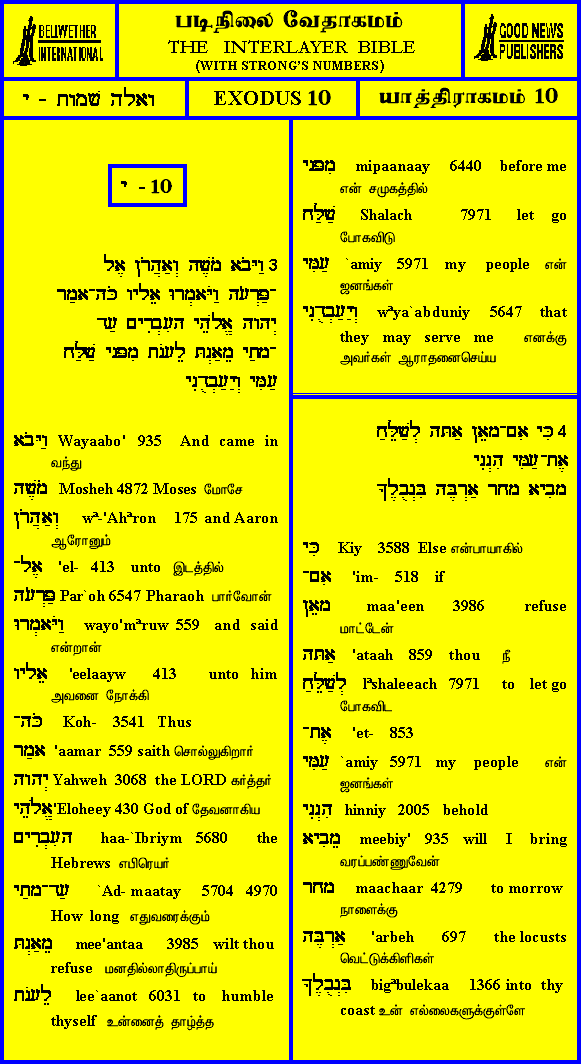 BELLWETHER
INTERNATIONAL
படிநிலை வேதாகமம்
THE INTERLAYER BIBLE
(WITH STRONG'S NUMBERS)
GOOD NEWS
PUBLISHERS
ואלה שמות - י
EXODUS 10
யாத்திராகமம் 10
י - 10
3 וַיָּבֹא מֹשֶׁה וְאַהֲרֹן אֶל
־פַּרְעֹה וַיֹּאמְרוּ אֵלָיו כֹּה־אָמַר
יְהוָה אֱלֹהֵי הָעִבְרִים עַד
־מָתַי מֵאַנְתָּ לֵעָנֹת מִפָּנָי שַׁלַּח
עַמִּי וְיַעַבְדֻנִי
וַיָּבֹא Wayaabo' 935 And came in
வந்து
מֹשֶׁה Mosheh 4872 Moses மோசே
וְאַהֲרֹן wª-'Ahªron 175 and Aaron
ஆரோனும்
אֶל־ 'el- 413 unto இடத்தில்
פַּרְעֹה Par`oh 6547 Pharaoh பார்வோன்
וַיֹּאמְרוּ wayo'mªruw 559 and said
என்றான்
אֵלָיו 'eelaayw 413 unto him
அவனை நோக்கி
כֹּה־ Koh- 3541 Thus
אָמַר 'aamar 559 saith சொல்லுகிறார்
יְהוָה Yahweh 3068 the LORD கர்த்தர்
אֱלֹהֵי 'Eloheey 430 God of தேவனாகிய
הָעִבְרִים haa-`Ibriym 5680 the
Hebrews எபிரெயர்
עַד־מָתַי `Ad- maatay 5704 4970
How long எதுவரைக்கும்
מֵאַנְתָּ mee'antaa 3985 wilt thou
refuse மனதில்லாதிருப்பாய்
לֵעָנֹת lee`aanot 6031 to humble
thyself உன்னைத் தாழ்த்த
מִפָּנָי mipaanaay 6440 before me
என் சமுகத்தில்
שַׁלַּח Shalach 7971 let go
போகவிடு
עַמִּי `amiy 5971 my people என்
ஜனங்கள்
וְיַעַבְדֻנִי wªya`abduniy 5647 that
they may serve me எனக்கு
அவர்கள் ஆராதனைசெய்ய
4 כִּי אִם־מָאֵן אַתָּה לְשַׁלֵּחַ
אֶת־עַמִּי הִנְנִי
מֵבִיא מָחָר אַרְבֶּה בִּגְבֻלֶךָ
כִּי Kiy 3588 Else என்பாயாகில்
אִם־ 'im- 518 if
מָאֵן maa'een 3986 refuse
மாட்டேன்
אַתָּה 'ataah 859 thou நீ
לְשַׁלֵּחַ lªshaleeach 7971 to let go
போகவிட
אֶת־ 'et- 853
עַמִּי `amiy 5971 my people என்
ஜனங்கள்
הִנְנִי hinniy 2005 behold
מֵבִיא meebiy' 935 will I bring
வரப்பண்ணுவேன்
מָחָר maachaar 4279 to morrow
நாளைக்கு
אַרְבֶּה 'arbeh 697 the locusts
வெட்டுக்கிளிகள்
בִּגְבֻלֶךָ bigªbulekaa 1366 into thy
coast உன் எல்லைகளுக்குள்ளே